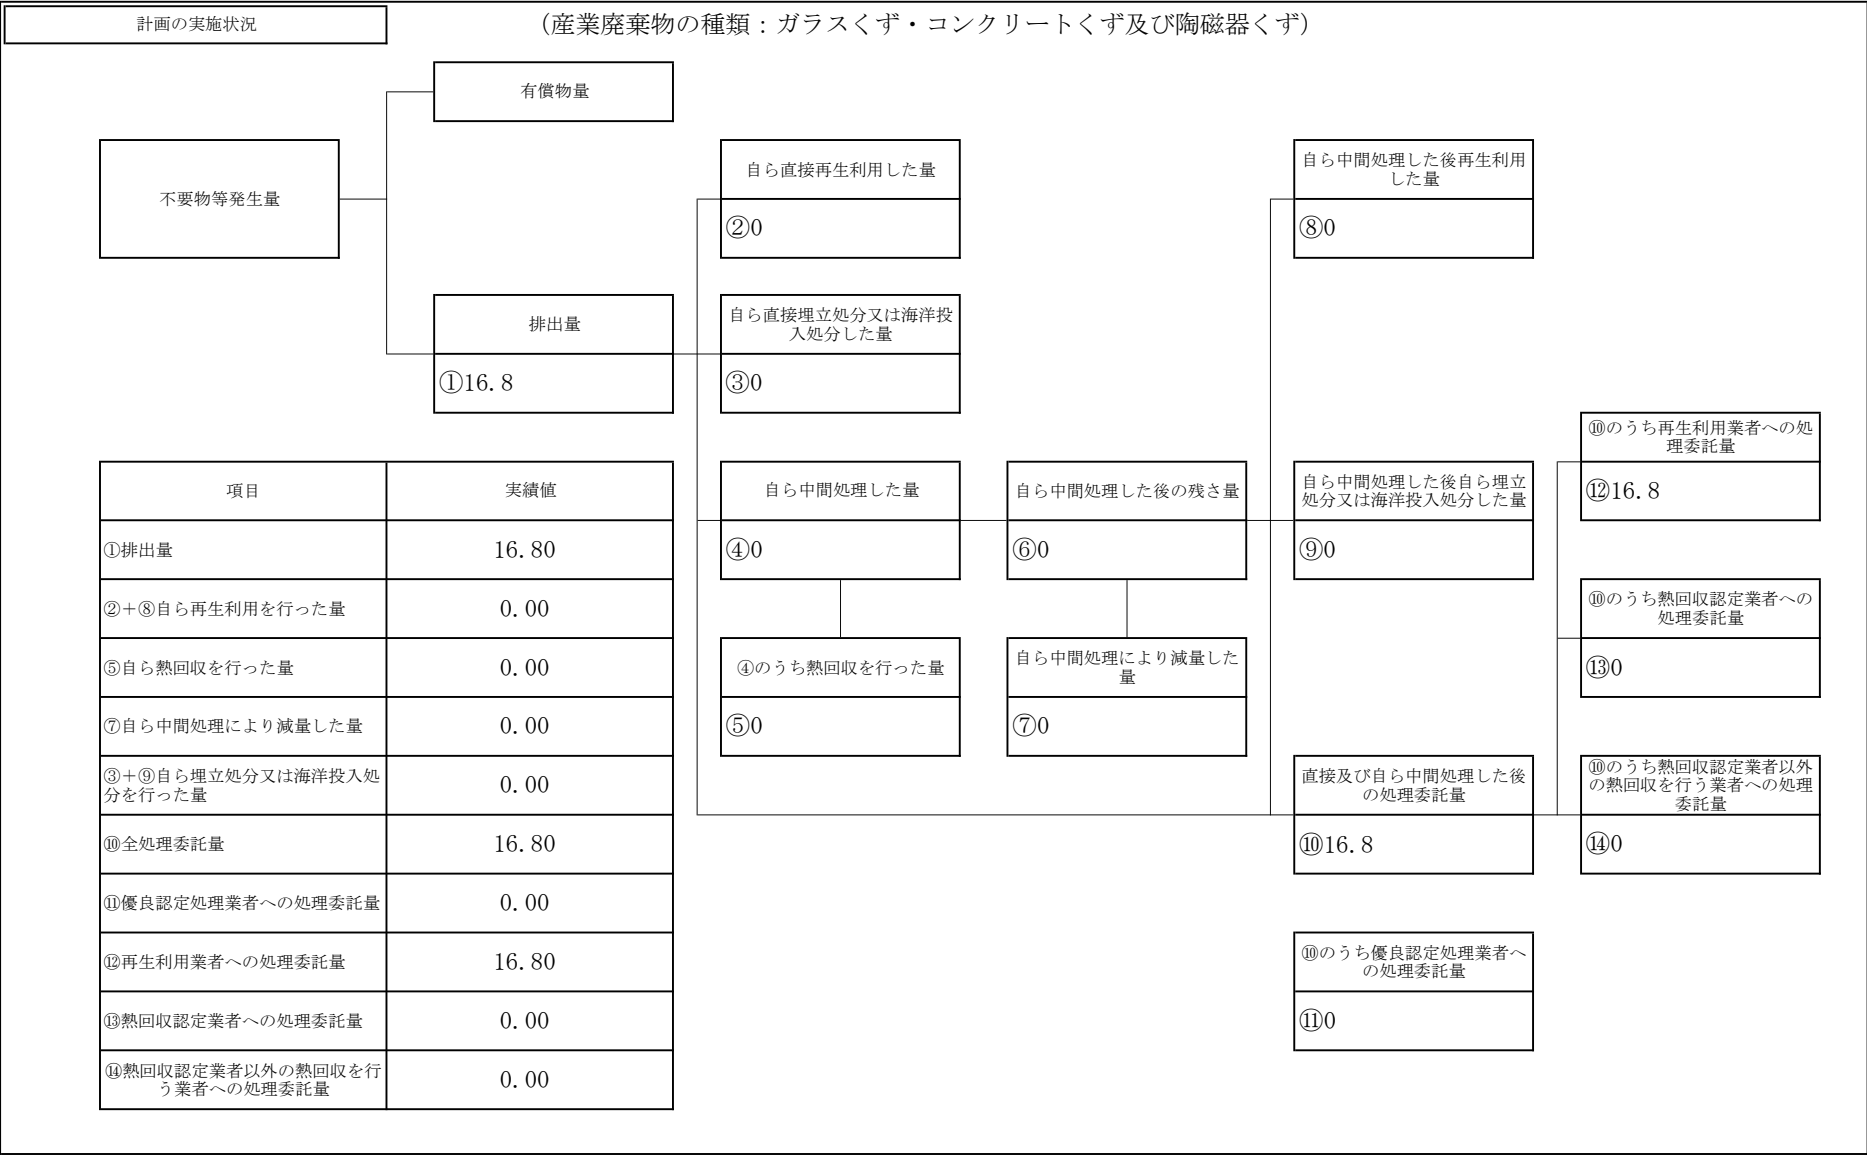 計画の実施状況
（産業廃棄物の種類：ガラスくず・コンクリートくず及び陶磁器くず）
有償物量
不要物等発生量
自ら直接再生利用した量
②0
自ら中間処理した後再生利用
した量
⑧0
排出量
①16.8
自ら直接埋立処分又は海洋投
入処分した量
③0
⑩のうち再生利用業者への処
理委託量
⑫16.8
自ら中間処理した量
④0
自ら中間処理した後の残さ量
⑥0
自ら中間処理した後自ら埋立
処分又は海洋投入処分した量
⑨0
⑩のうち熱回収認定業者への
処理委託量
⑬0
④のうち熱回収を行った量
⑤0
自ら中間処理により減量した
量
⑦0
直接及び自ら中間処理した後
の処理委託量
⑩16.8
⑩のうち熱回収認定業者以外
の熱回収を行う業者への処理
委託量
⑭0
⑩のうち優良認定処理業者へ
の処理委託量
⑪0
項目 実績値
①排出量 16.80
②＋⑧自ら再生利用を行った量 0.00
⑤自ら熱回収を行った量 0.00
⑦自ら中間処理により減量した量 0.00
③＋⑨自ら埋立処分又は海洋投入処
分を行った量 0.00
⑩全処理委託量 16.80
⑪優良認定処理業者への処理委託量 0.00
⑫再生利用業者への処理委託量 16.80
⑬熱回収認定業者への処理委託量 0.00
⑭熱回収認定業者以外の熱回収を行
う業者への処理委託量 0.00